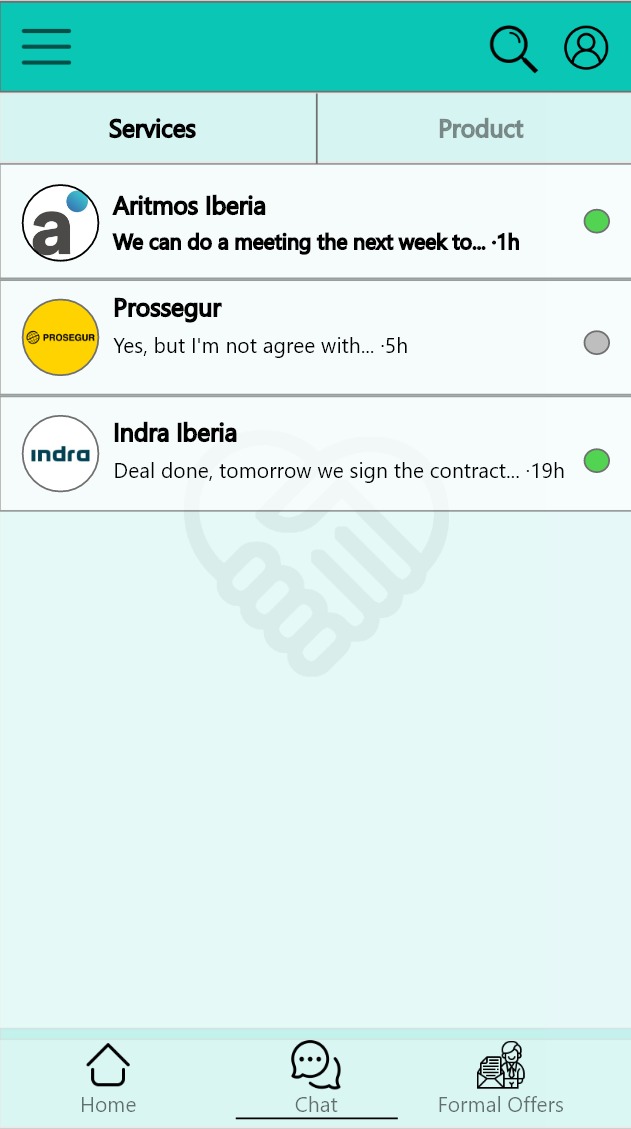 Services
Product
Aritmos Iberia
We can do a meeting the next week to... ·1h
a
Prossegur
PROSEGUR
Yes, but I'm not agree with... ·5h
Indra Iberia
indra
Deal done, tomorrow we sign the contract... ·19h
Home
Chat
Formal Offers